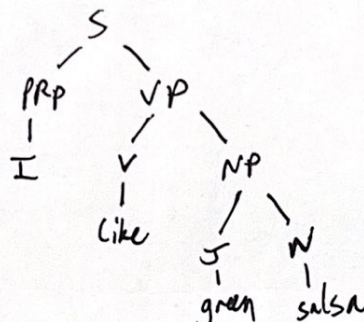 S
PRP VP
I V NP
like J N
green salsa